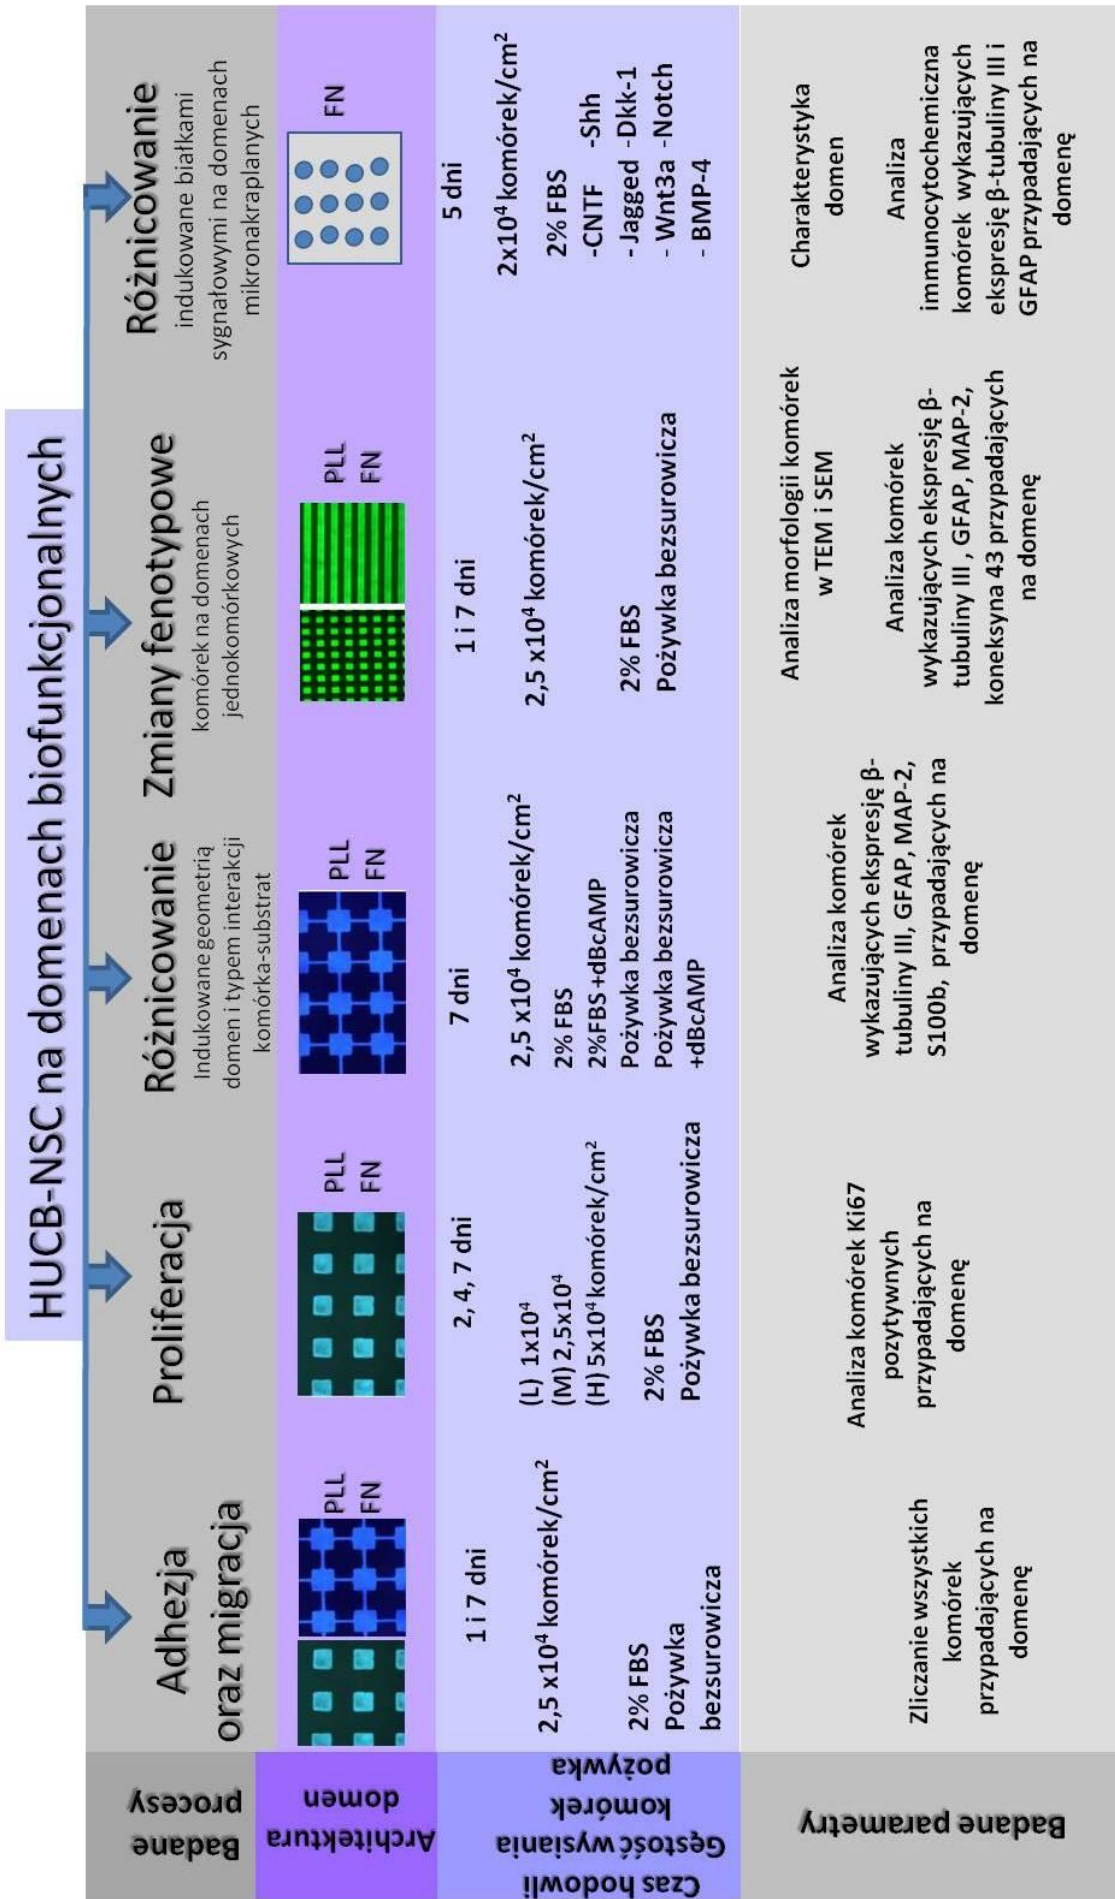 HUCB-NSC na domenach biofunkcjonalnych
Badane
procesy
Adhezja
oraz migracja
Proliferacja
Różnicowanie
Indukowane geometrią
domen i typem interakcji
komórka-substrat
Zmiany fenotypowe
komórek na domenach
jednokomórkowych
Różnicowanie
indukowane białkami
sygnałowymi na domenach
mikronakraplanych
Architektura
domen
PLL
FN
PLL
FN
PLL
FN
PLL
FN
FN
Czas hodowli
Gęstość wysiania
komórek
pożywka
1 i 7 dni
2,5 x10⁴ komórek/cm²
2% FBS
Pożywka
bezsurowicza
2, 4, 7 dni
(L) 1x10⁴
(M) 2,5x10⁴
(H) 5x10⁴ komórek/cm²
2% FBS
Pożywka bezsurowicza
7 dni
2,5 x10⁴ komórek/cm²
2% FBS
2%FBS +dBcAMP
Pożywka bezsurowicza
Pożywka bezsurowicza
+dBcAMP
1 i 7 dni
2,5 x10⁴ komórek/cm²
2% FBS
Pożywka bezsurowicza
5 dni
2x10⁴ komórek/cm²
2% FBS
-CNTF -Shh
- Jagged -Dkk-1
- Wnt3a -Notch
- BMP-4
Badane parametry
Zliczanie wszystkich
komórek
przypadających na
domenę
Analiza komórek Ki67
pozytywnych
przypadających na
domenę
Analiza komórek
wykazujących ekspresję β-
tubuliny III, GFAP, MAP-2,
S100b, przypadających na
domenę
Analiza morfologii komórek
w TEM i SEM
Analiza komórek
wykazujących ekspresję β-
tubuliny III , GFAP, MAP-2,
koneksyna 43 przypadających
na domenę
Charakterystyka
domen
Analiza
immunocytochemiczna
komórek wykazujących
ekspresję β-tubuliny III i
GFAP przypadających na
domenę